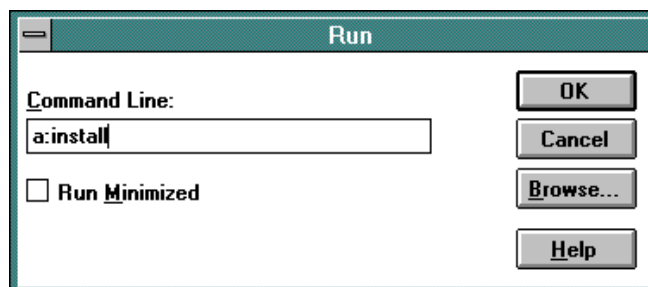 Run
Command Line:
a:install
Run Minimized
OK
Cancel
Browse...
Help